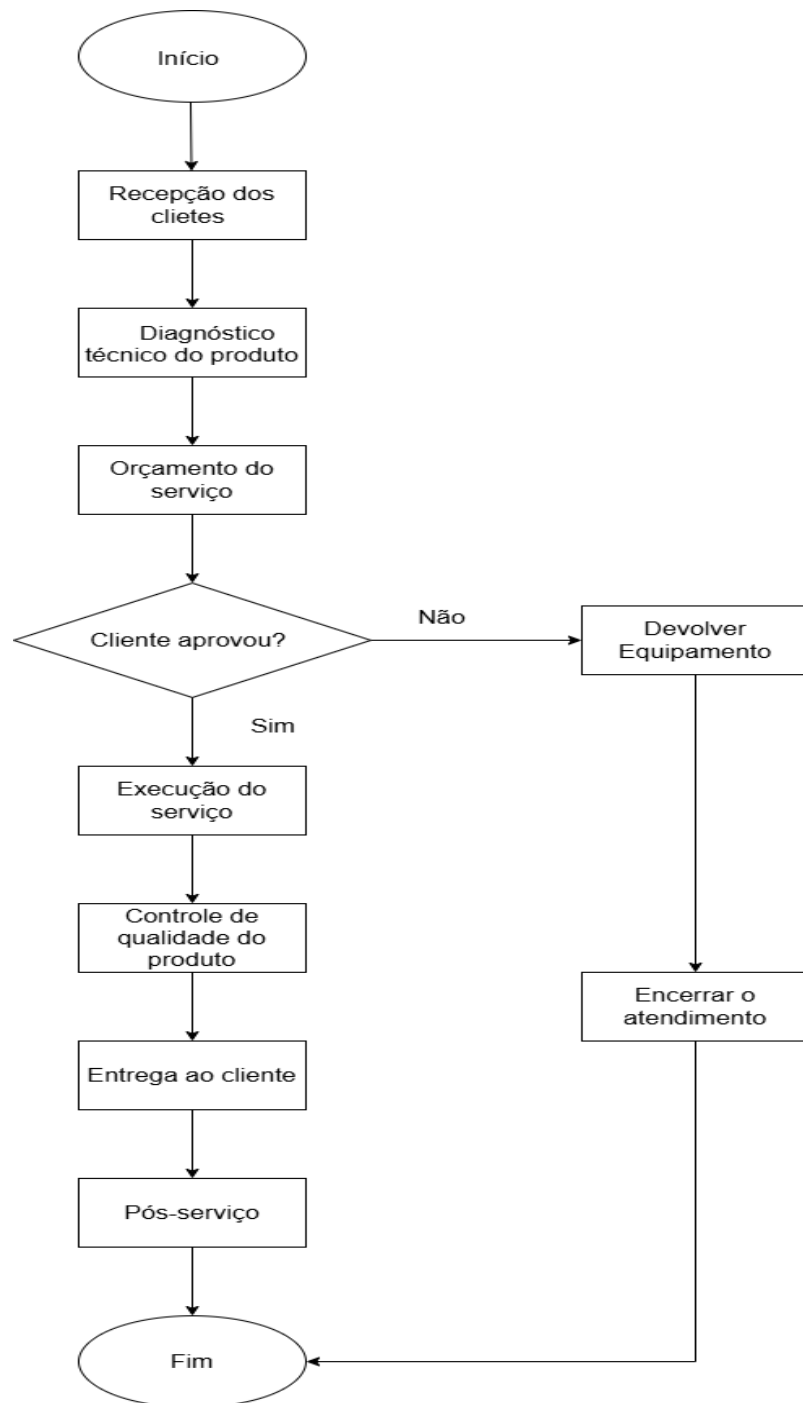 Início
Recepção dos
clietes
Diagnóstico
técnico do produto
Orçamento do
serviço
Cliente aprovou?
Não
Devolver
Equipamento
Sim
Execução do
serviço
Controle de
qualidade do
produto
Encerrar o
atendimento
Entrega ao cliente
Pós-serviço
Fim